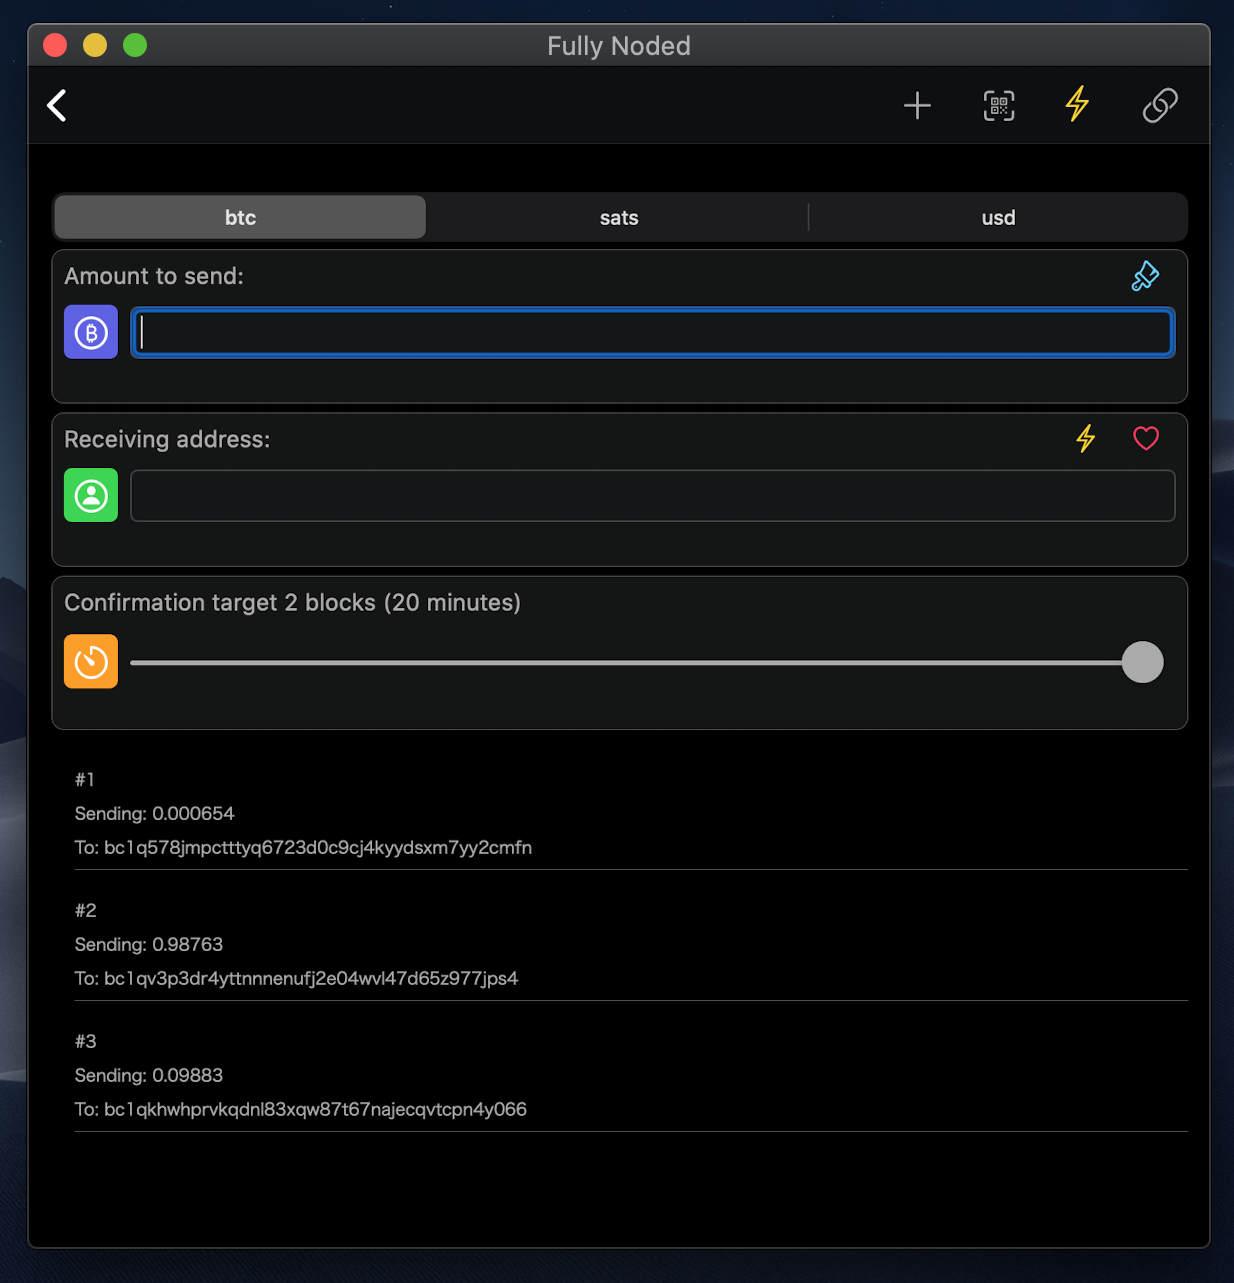 Fully Noded
btc
sats
usd
Amount to send:
Receiving address:
Confirmation target 2 blocks (20 minutes)
#1
Sending: 0.000654
To: bc1q578jmpctttyq6723d0c9cj4kyydsxm7yy2cmfn
#2
Sending: 0.98763
To: bc1qv3p3dr4yttnnnenufj2e04wvl47d65z977jps4
#3
Sending: 0.09883
To: bc1qkhwhprvkqdnl83xqw87t67najecqvtcpn4y066